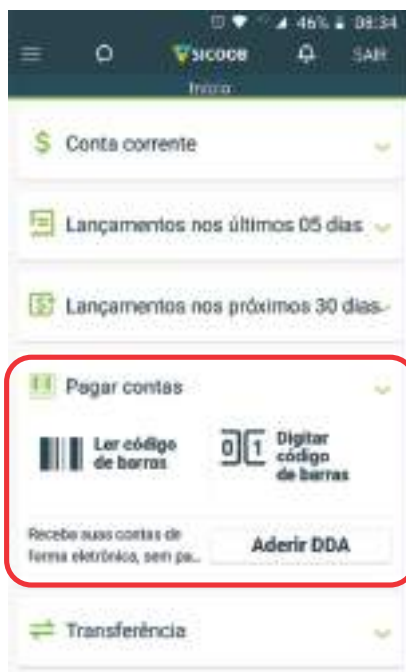 46% 08:34
SICOOB SAIR
Início
Conta corrente
Lançamentos nos últimos 05 dias
Lançamentos nos próximos 30 dias
Pagar contas
Ler código
de barras
0 1
Digitar
código
de barras
Receba suas contas de
forma eletrônica, sem pa...
Aderir DDA
Transferência